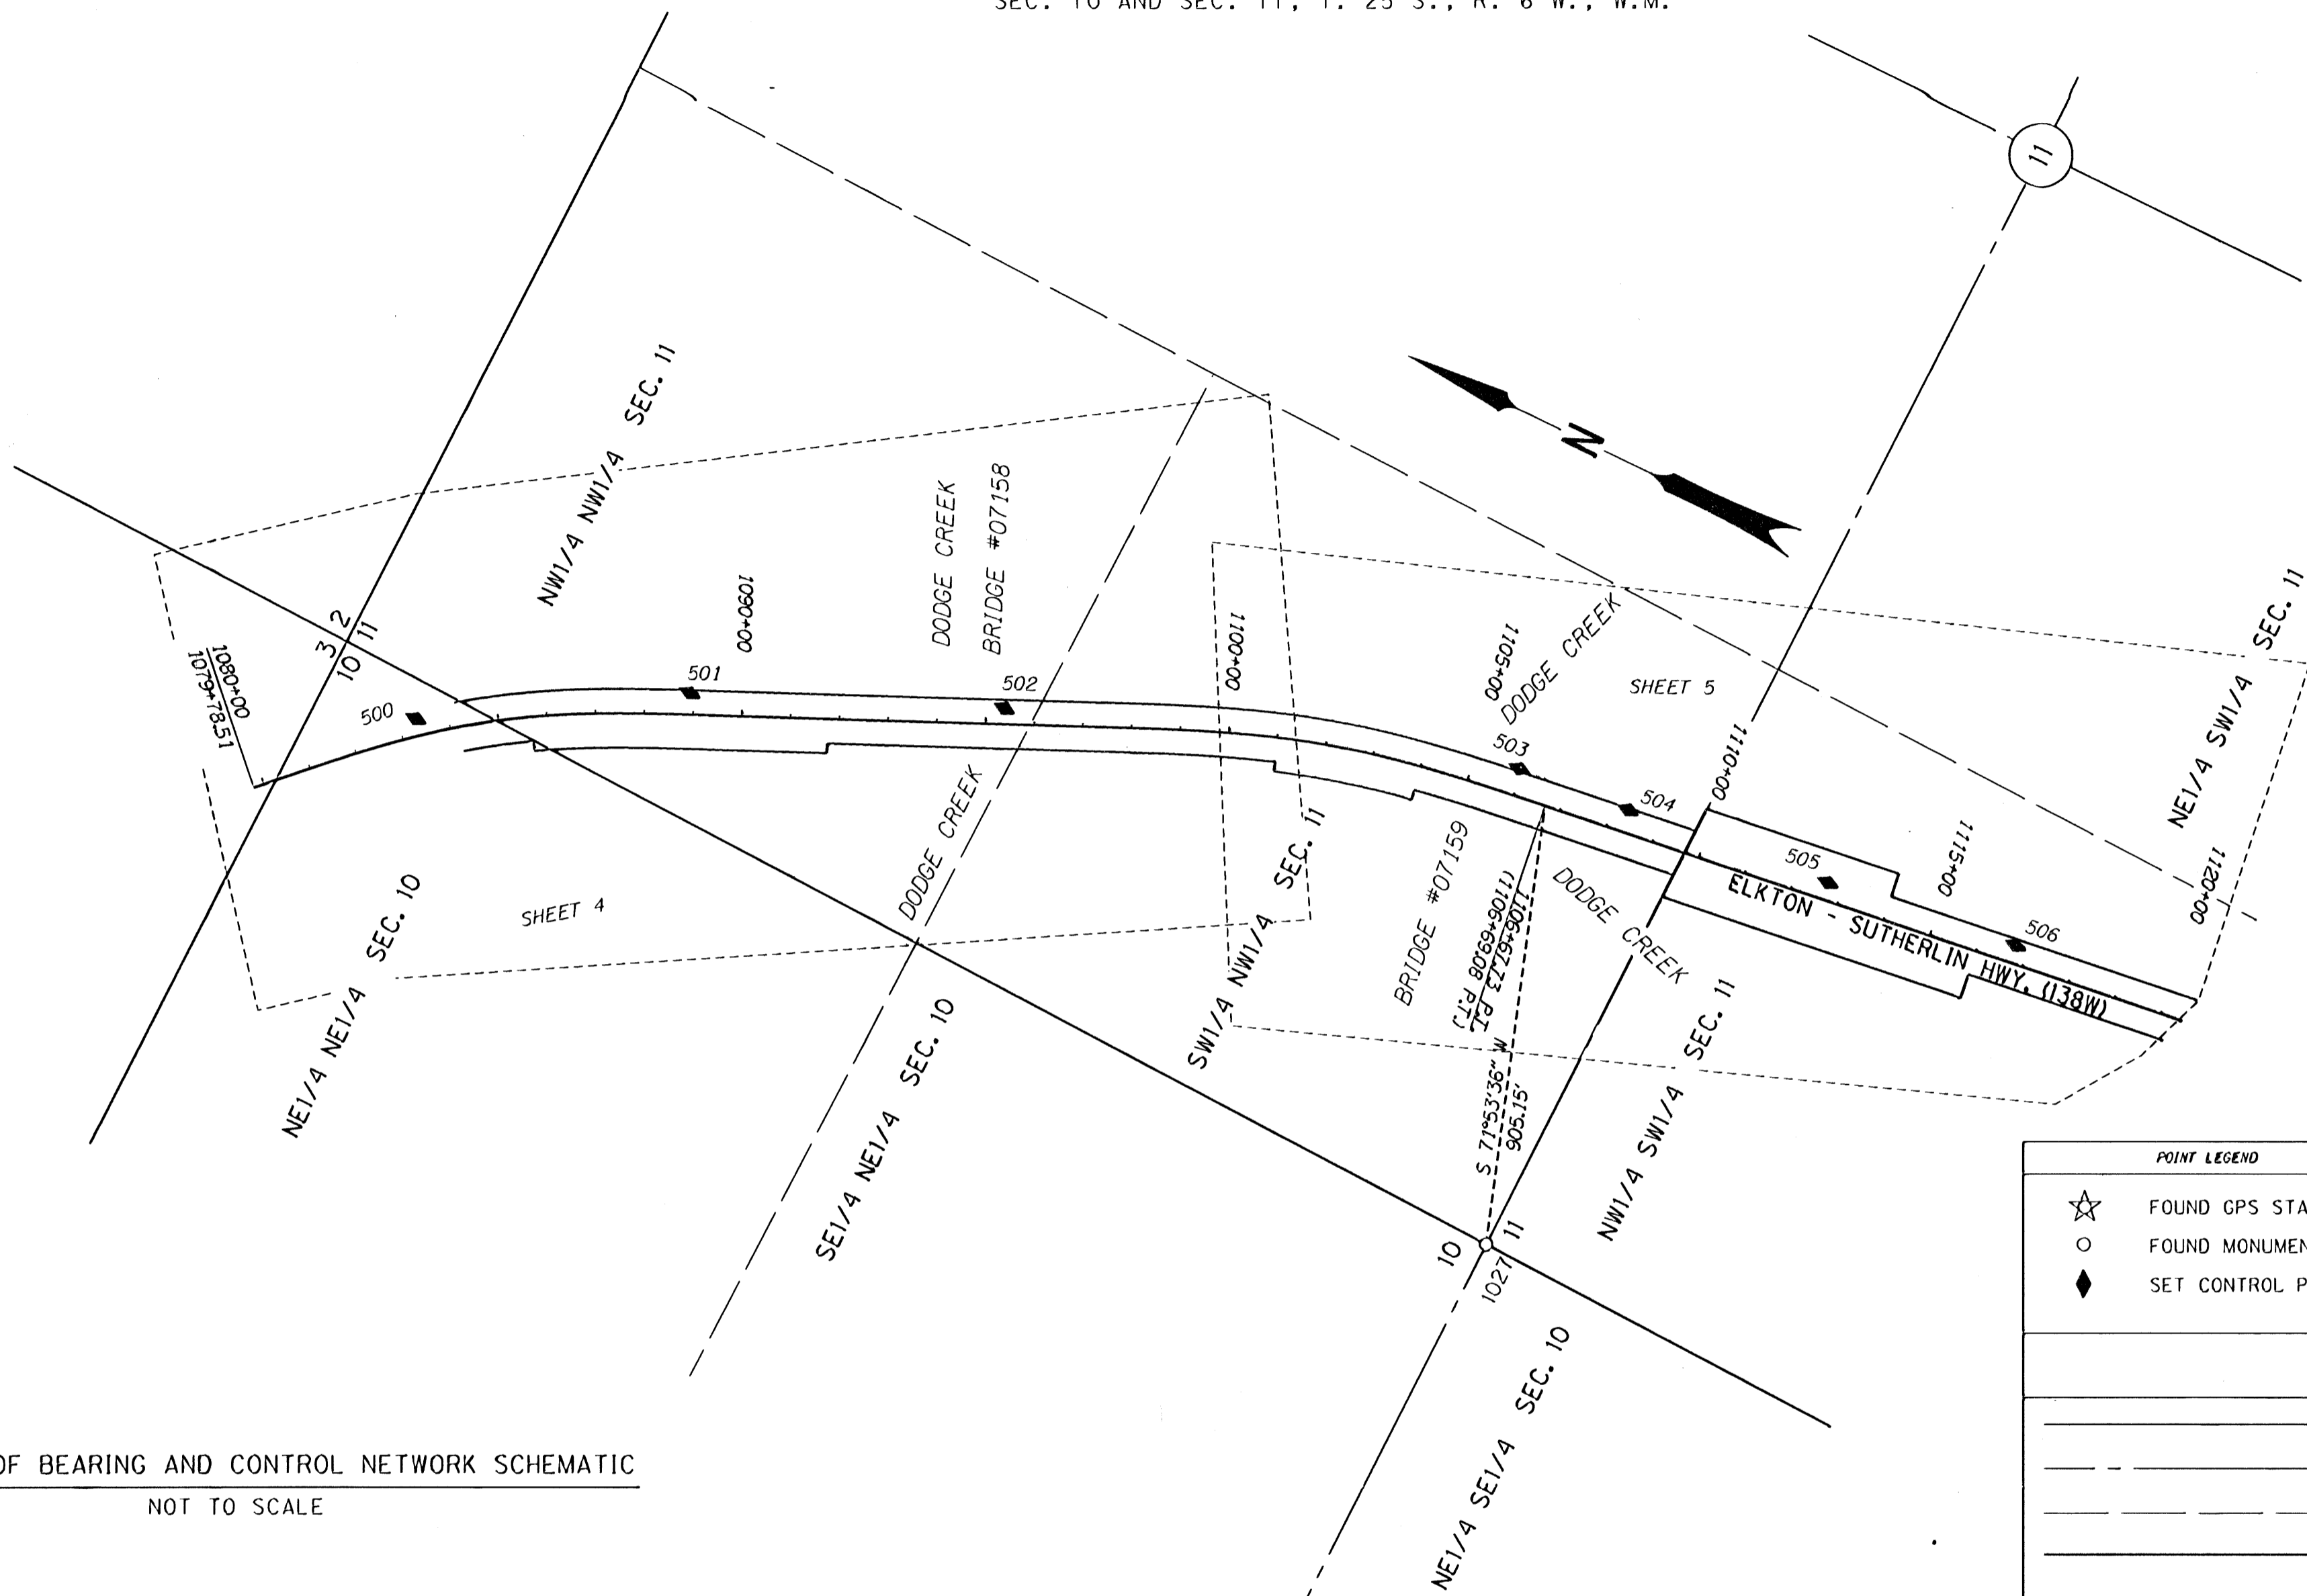 SEC. 10 AND SEC. 11, T. 25 S., R. 6 W., W.M.
11
N
NW1/4 NW1/4 SEC. 11
DODGE CREEK
BRIDGE #07158
1090+00
1100+00
1105+00
DODGE CREEK
SHEET 5
NE1/4 SW1/4 SEC. 11
3 2
10 11
1080+00
1079+78.51
500
501
502
503
504
505
506
1110+00
1115+00
1120+00
ELKTON - SUTHERLIN HWY. (138W)
DODGE CREEK
DODGE CREEK
BRIDGE #07159
1106+97.73 P.I.
(1106+69.08 P.T.)
S 71°53'36" W
905.15'
SHEET 4
NE1/4 NE1/4 SEC. 10
SE1/4 NE1/4 SEC. 10
SW1/4 NW1/4 SEC. 11
NW1/4 SW1/4 SEC. 11
10 11
1027
NE1/4 SE1/4 SEC. 10
POINT LEGEND
FOUND GPS STA
FOUND MONUMEN
SET CONTROL P
OF BEARING AND CONTROL NETWORK SCHEMATIC
NOT TO SCALE